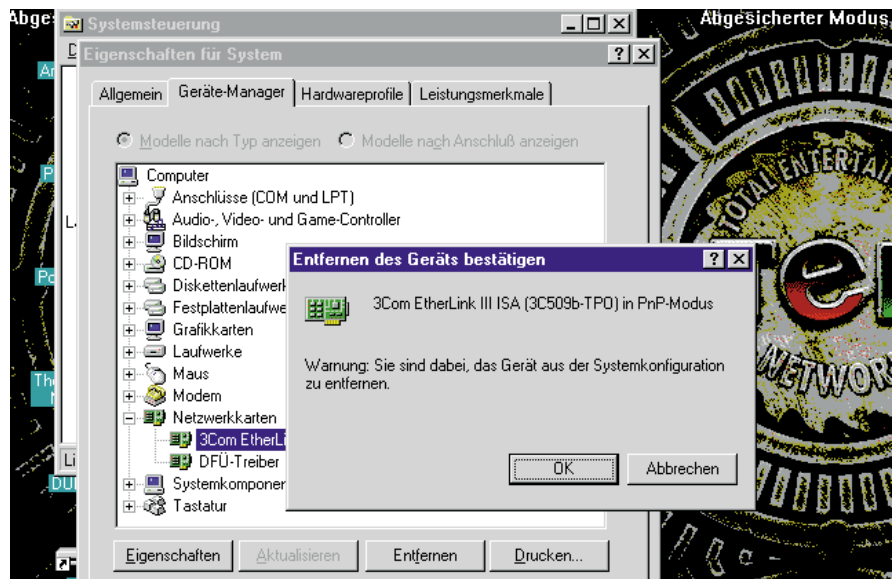 Abge
Abgesicherter Modus
Systemsteuerung
Eigenschaften für System
Allgemein
Geräte-Manager
Hardwareprofile
Leistungsmerkmale
Modelle nach Typ anzeigen
Modelle nach Anschluß anzeigen
Computer
Anschlüsse (COM und LPT)
Audio-, Video- und Game-Controller
Bildschirm
CD-ROM
Diskettenlaufwerk
Festplattenlaufwe
Grafikkarten
Laufwerke
Maus
Modem
Netzwerkkarten
3Com EtherLi
DFÜ-Treiber
Systemkomponen
Tastatur
Entfernen des Geräts bestätigen
3Com EtherLink III ISA (3C509b-TPO) in PnP-Modus
Warnung: Sie sind dabei, das Gerät aus der Systemkonfiguration
zu entfernen.
OK
Abbrechen
Eigenschaften
Aktualisieren
Entfernen
Drucken...
TOTAL ENTERTAI
NETWOR